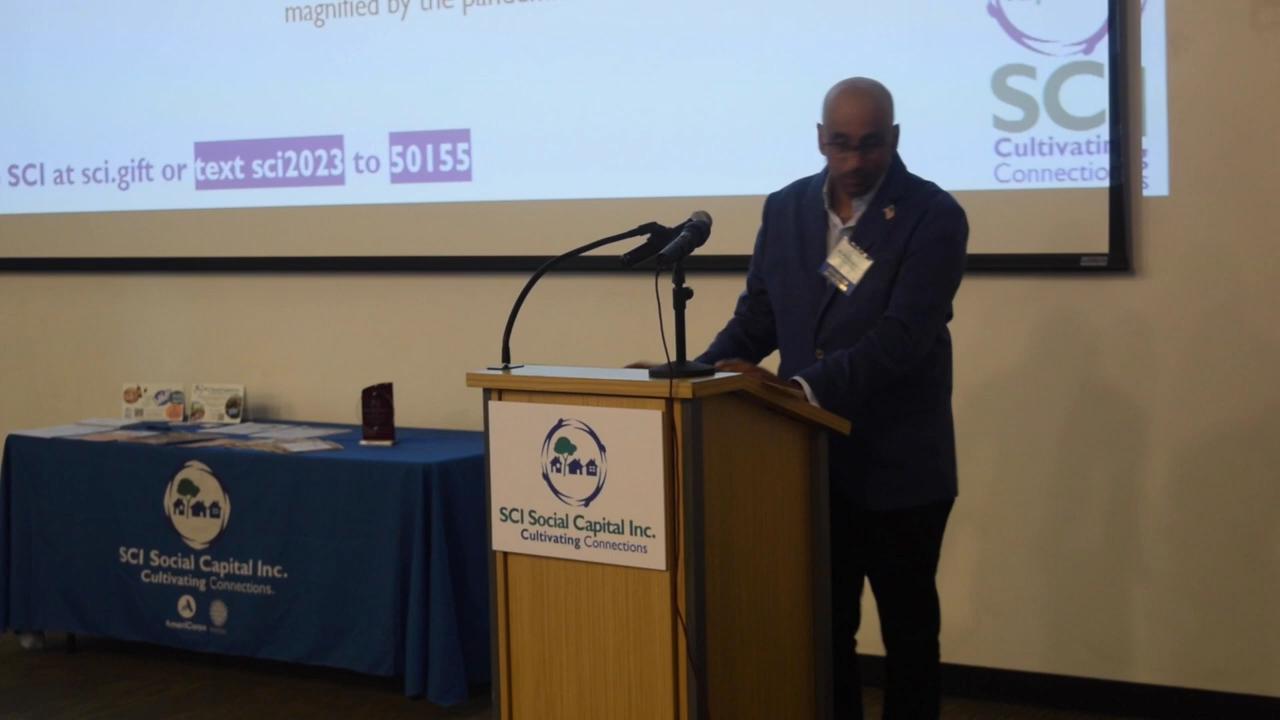 magnified by the
SCI at sci.gift or text sci2023 to 50155
SCI
Cultivating
Connections
SCI Social Capital Inc.
Cultivating Connections
SCI Social Capital Inc.
Cultivating Connections.
AmeriCorps